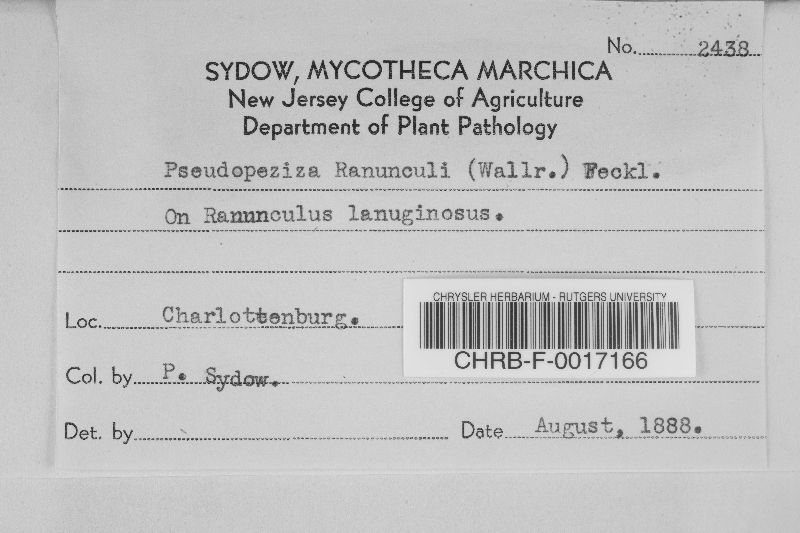 No. 2438
SYDOW, MYCOTHECA MARCHICA
New Jersey College of Agriculture
Department of Plant Pathology
Pseudopeziza Ranunculi (Wallr.) Feckl.
On Ranunculus lanuginosus.
Loc. Charlottenburg.
CHRYSLER HERBARIUM - RUTGERS UNIVERSITY
CHRB-F-0017166
Col. by P. Sydow.
Det. by
Date August, 1888.